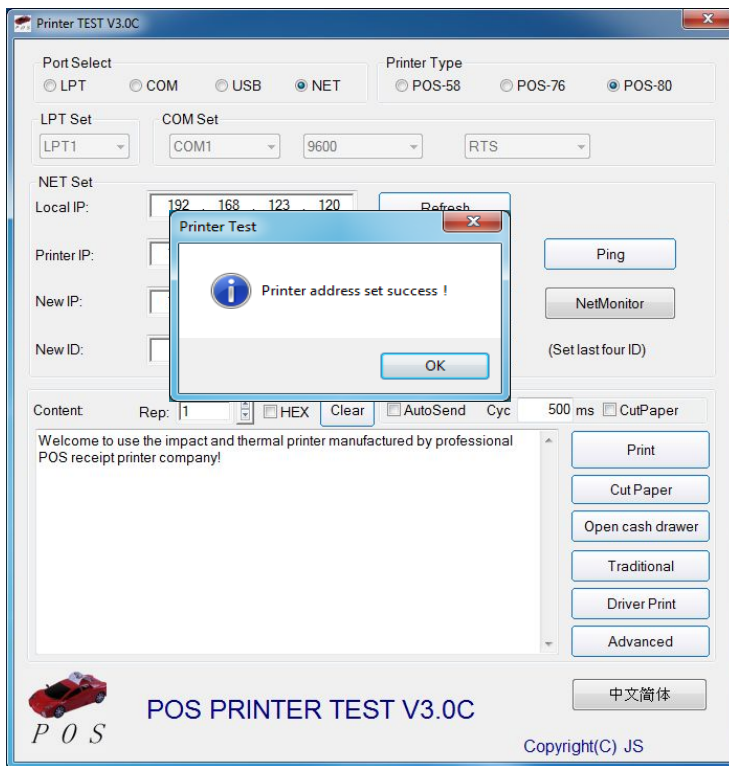 Printer TEST V3.0C
Port Select
LPT COM USB NET
Printer Type
POS-58 POS-76 POS-80
LPT Set
LPT1
COM Set
COM1 9600 RTS
NET Set
Local IP: 192 . 168 . 123 . 120 Refresh
Printer Test
Printer address set success !
OK
Printer IP: Ping
New IP: NetMonitor
New ID: (Set last four ID)
Content Rep: 1 HEX Clear AutoSend Cyc 500 ms CutPaper
Welcome to use the impact and thermal printer manufactured by professional
POS receipt printer company!
Print
Cut Paper
Open cash drawer
Traditional
Driver Print
Advanced
POS
POS PRINTER TEST V3.0C
中文简体
Copyright(C) JS